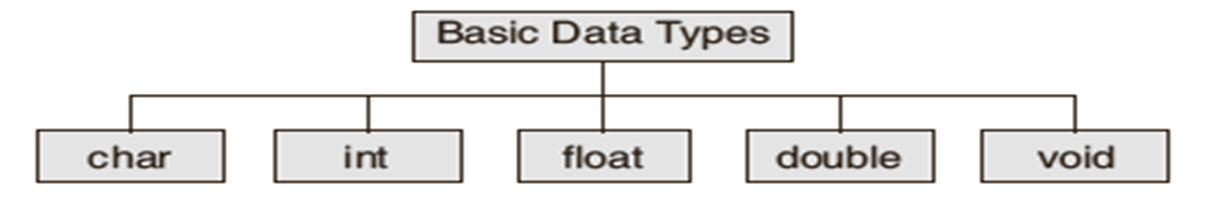 Basic Data Types
char int float double void